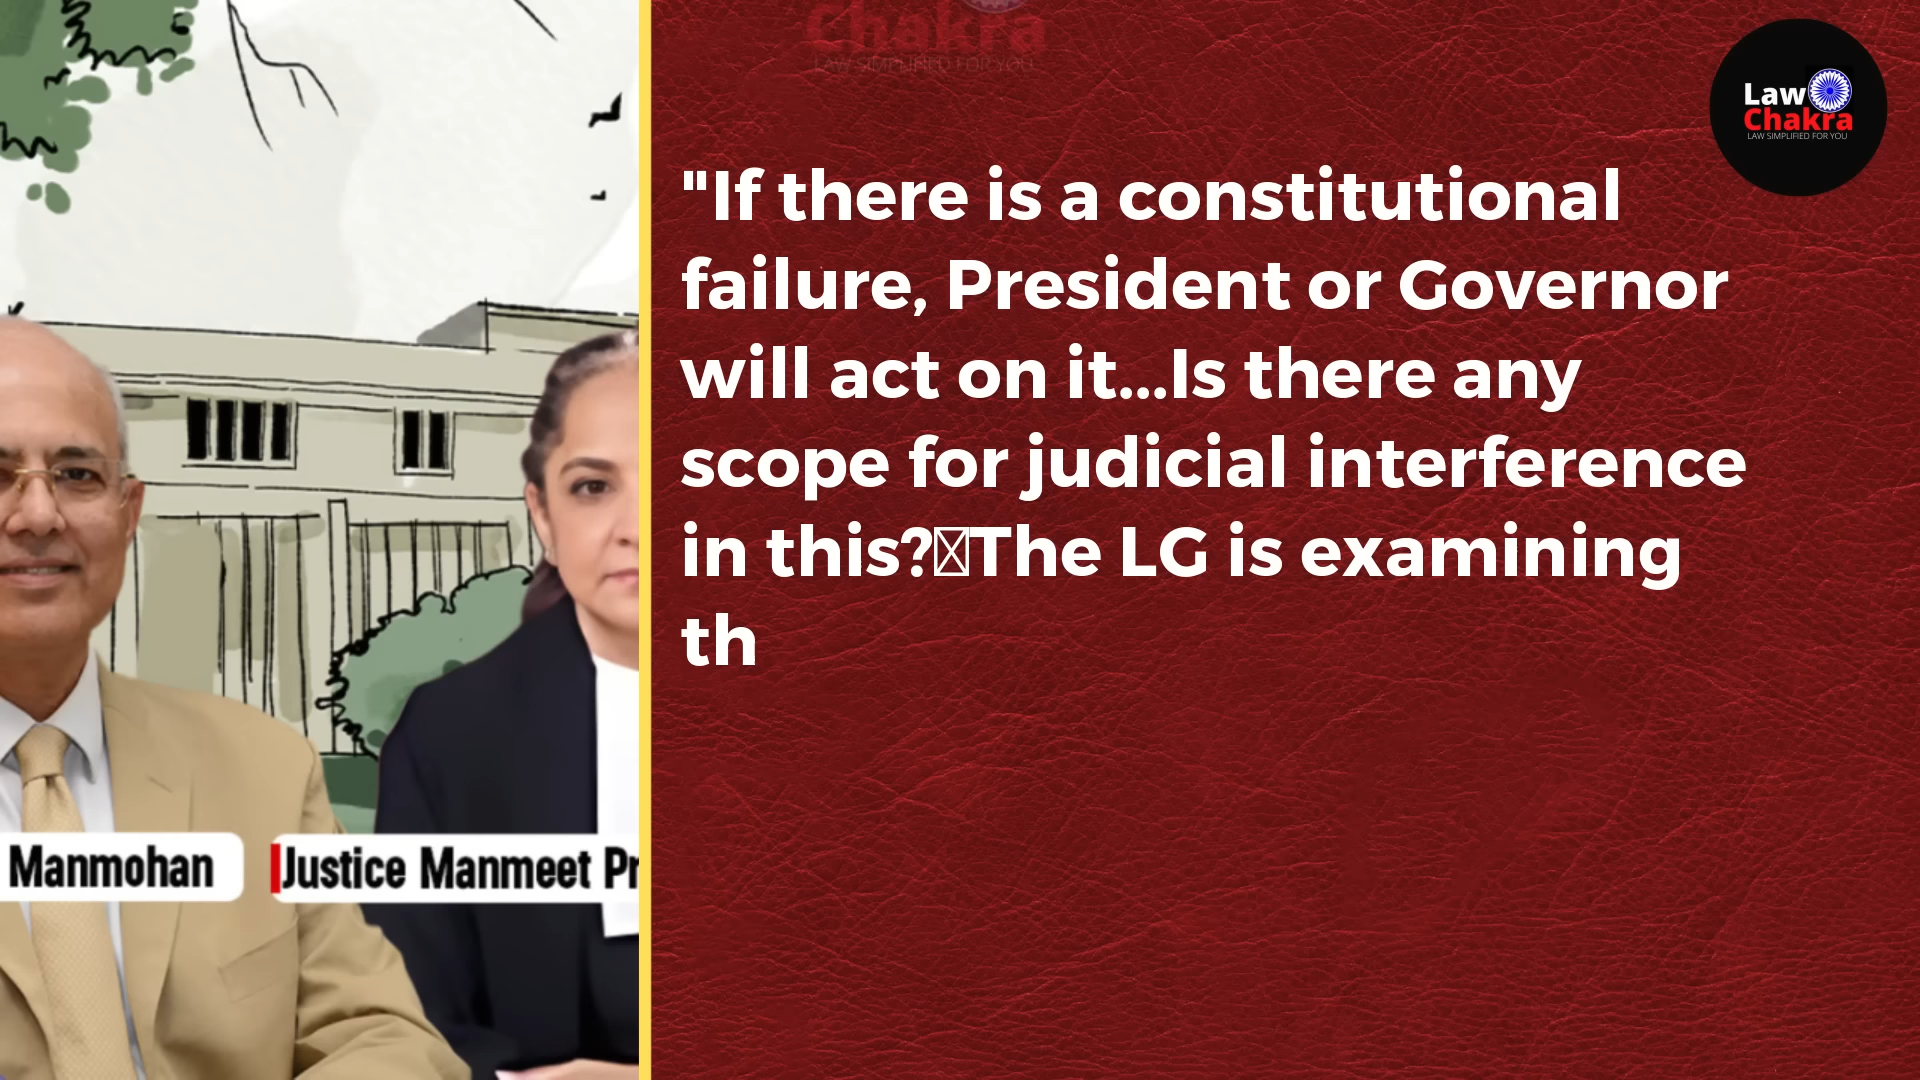 Chakra
LAW SIMPLIFIED FOR YOU
Law
Chakra
LAW SIMPLIFIED FOR YOU
"If there is a constitutional
failure, President or Governor
will act on it...Is there any
scope for judicial interference
in this? The LG is examining
th
Manmohan
Justice Manmeet Pr